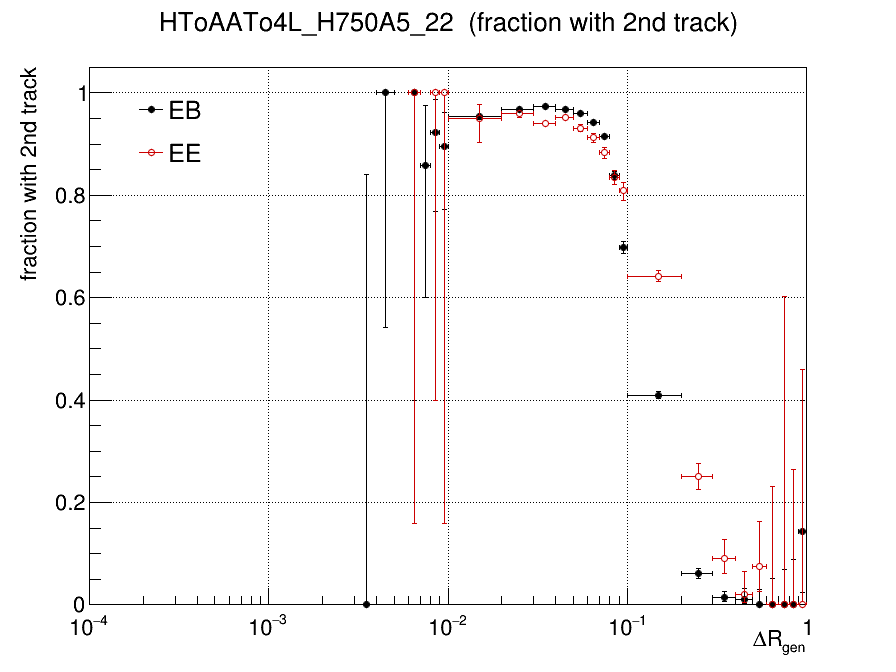 HToAATo4L_H750A5_22 (fraction with 2nd track)
fraction with 2nd track
1
0.8
0.6
0.4
0.2
0
EB
EE
10⁻⁴
10⁻³
10⁻²
10⁻¹
1
ΔR_gen